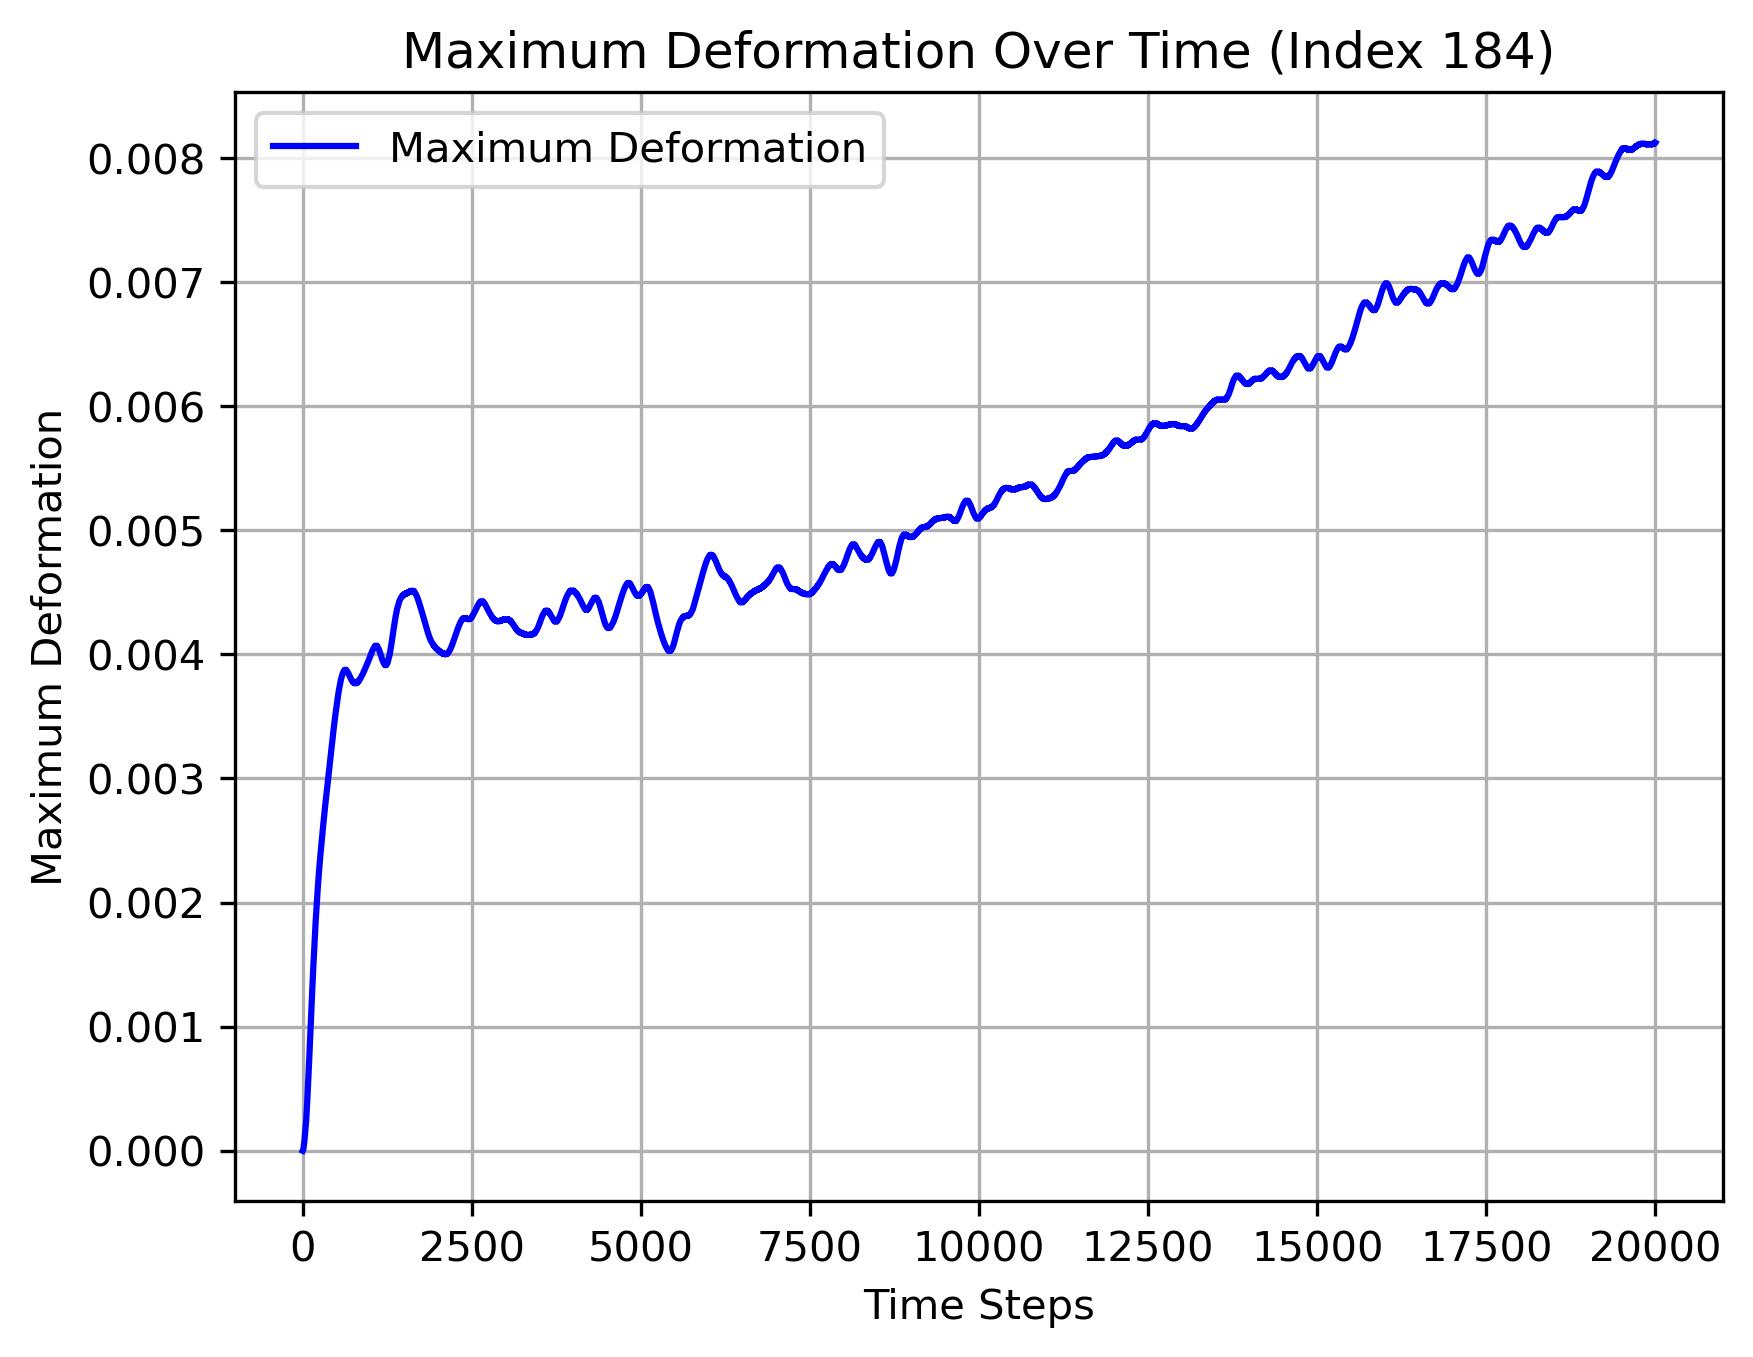 Maximum Deformation Over Time (Index 184)
Maximum Deformation
0.008
0.007
0.006
0.005
0.004
0.003
0.002
0.001
0.000
Maximum Deformation
0 2500 5000 7500 10000 12500 15000 17500 20000
Time Steps